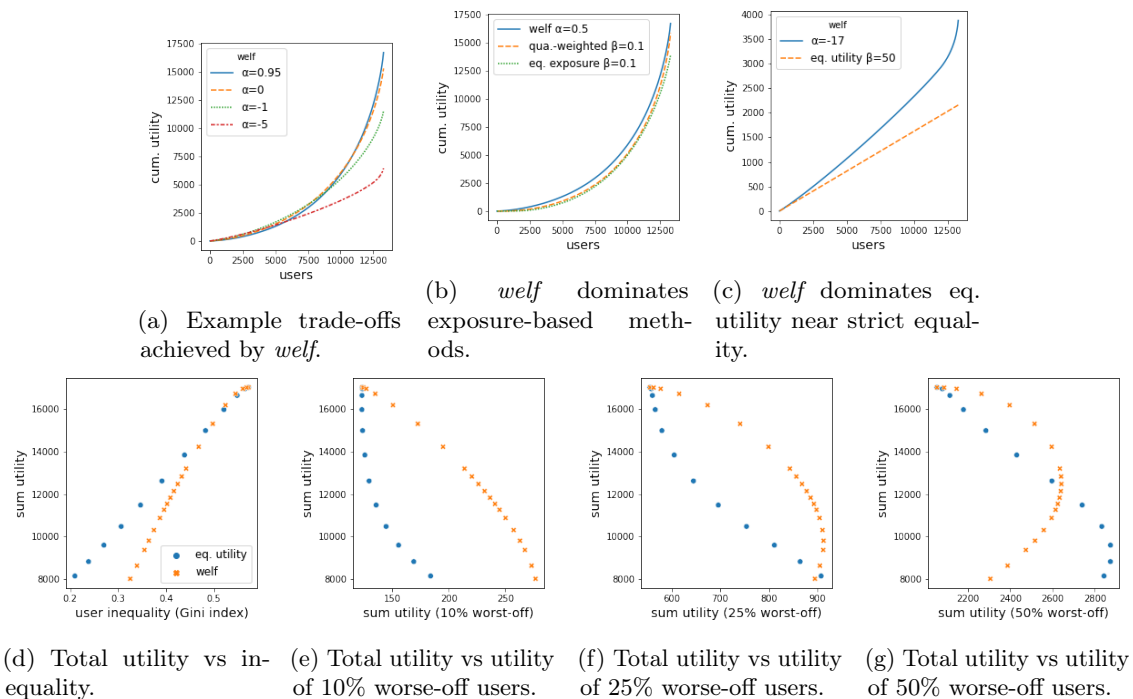 17500
15000
12500
10000
7500
5000
2500
0
cum. utility
welf
α=0.95
α=0
α=-1
α=-5
0 2500 5000 7500 10000 12500
users
(a) Example trade-offs
achieved by welf.
17500
15000
12500
10000
7500
5000
2500
0
cum. utility
welf α=0.5
qua.-weighted β=0.1
eq. exposure β=0.1
0 2500 5000 7500 10000 12500
users
(b) welf dominates
exposure-based meth-
ods.
4000
3500
3000
2500
2000
1500
1000
500
0
cum. utility
welf
α=-17
eq. utility β=50
0 2500 5000 7500 10000 12500
users
(c) welf dominates eq.
utility near strict equal-
ity.
16000
14000
12000
10000
8000
sum utility
eq. utility
welf
0.2 0.3 0.4 0.5
user inequality (Gini index)
(d) Total utility vs in-
equality.
16000
14000
12000
10000
8000
sum utility
150 200 250
sum utility (10% worst-off)
(e) Total utility vs utility
of 10% worse-off users.
16000
14000
12000
10000
8000
sum utility
600 700 800 900
sum utility (25% worst-off)
(f) Total utility vs utility
of 25% worse-off users.
16000
14000
12000
10000
8000
sum utility
2200 2400 2600 2800
sum utility (50% worst-off)
(g) Total utility vs utility
of 50% worse-off users.